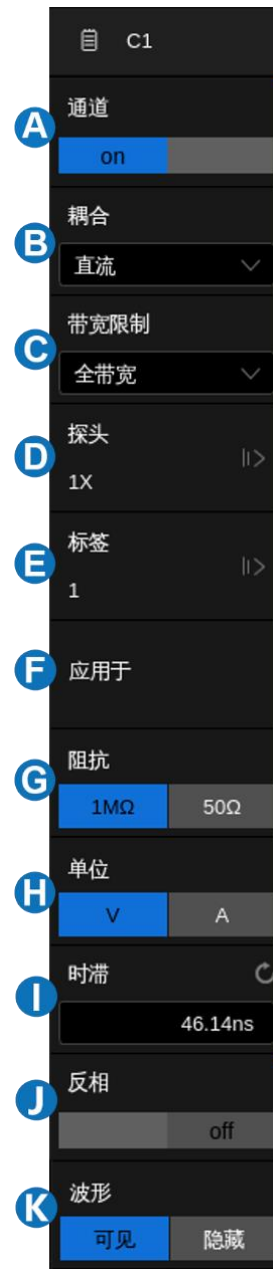 C1
A
通道
on
B
耦合
直流
C
带宽限制
全带宽
D
探头
1X
E
标签
1
F
应用于
G
阻抗
1MΩ 50Ω
H
单位
V A
I
时滞
46.14ns
J
反相
off
K
波形
可见 隐藏